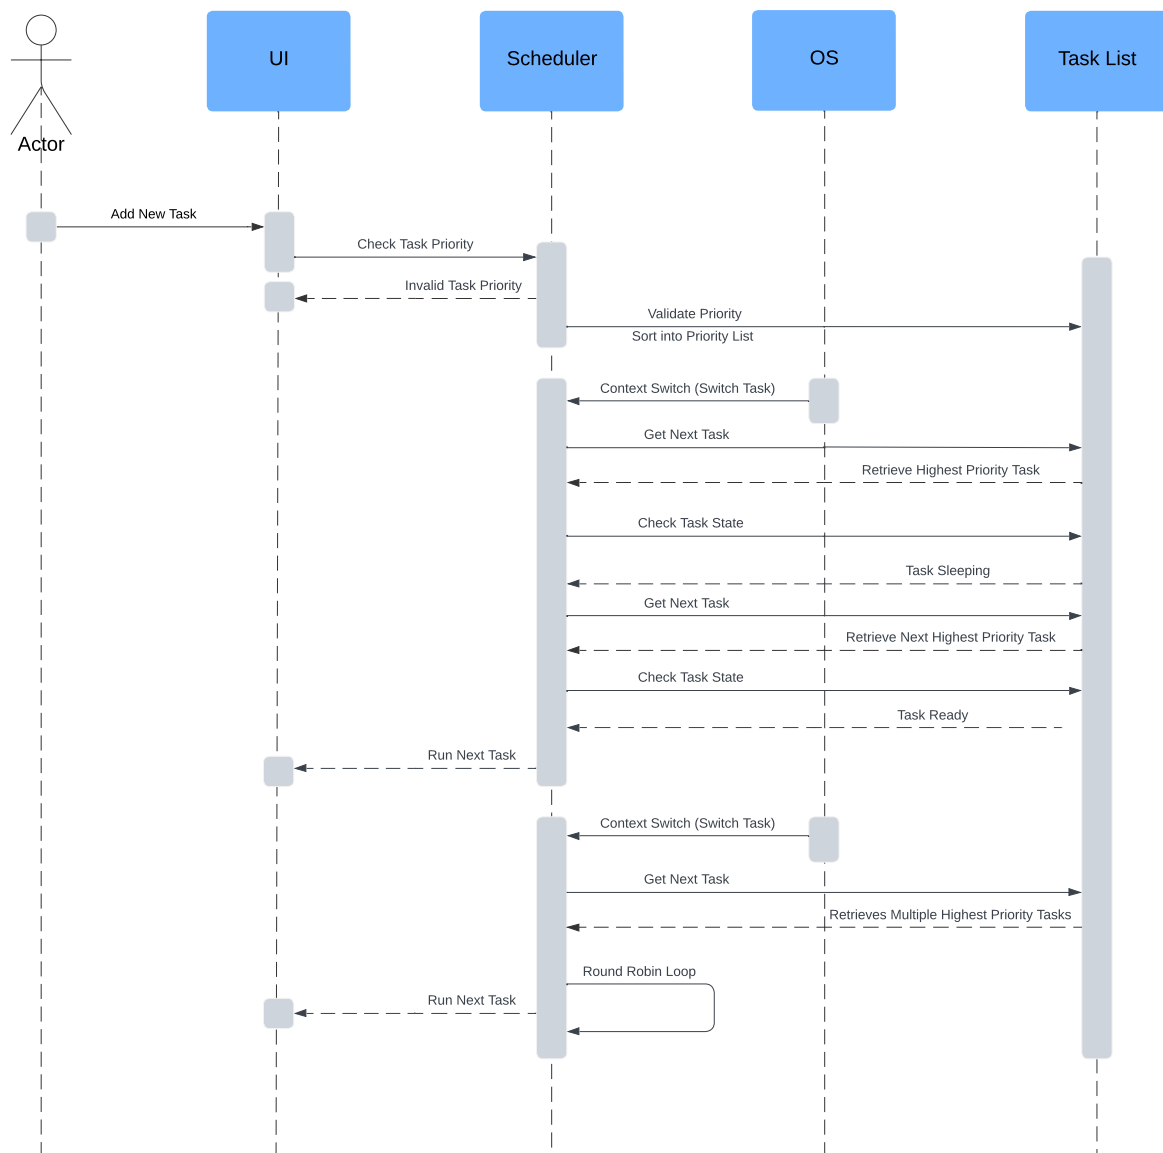 UI
Scheduler
OS
Task List
Actor
Add New Task
Check Task Priority
Invalid Task Priority
Validate Priority
Sort into Priority List
Context Switch (Switch Task)
Get Next Task
Retrieve Highest Priority Task
Check Task State
Task Sleeping
Get Next Task
Retrieve Next Highest Priority Task
Check Task State
Task Ready
Run Next Task
Context Switch (Switch Task)
Get Next Task
Retrieves Multiple Highest Priority Tasks
Round Robin Loop
Run Next Task